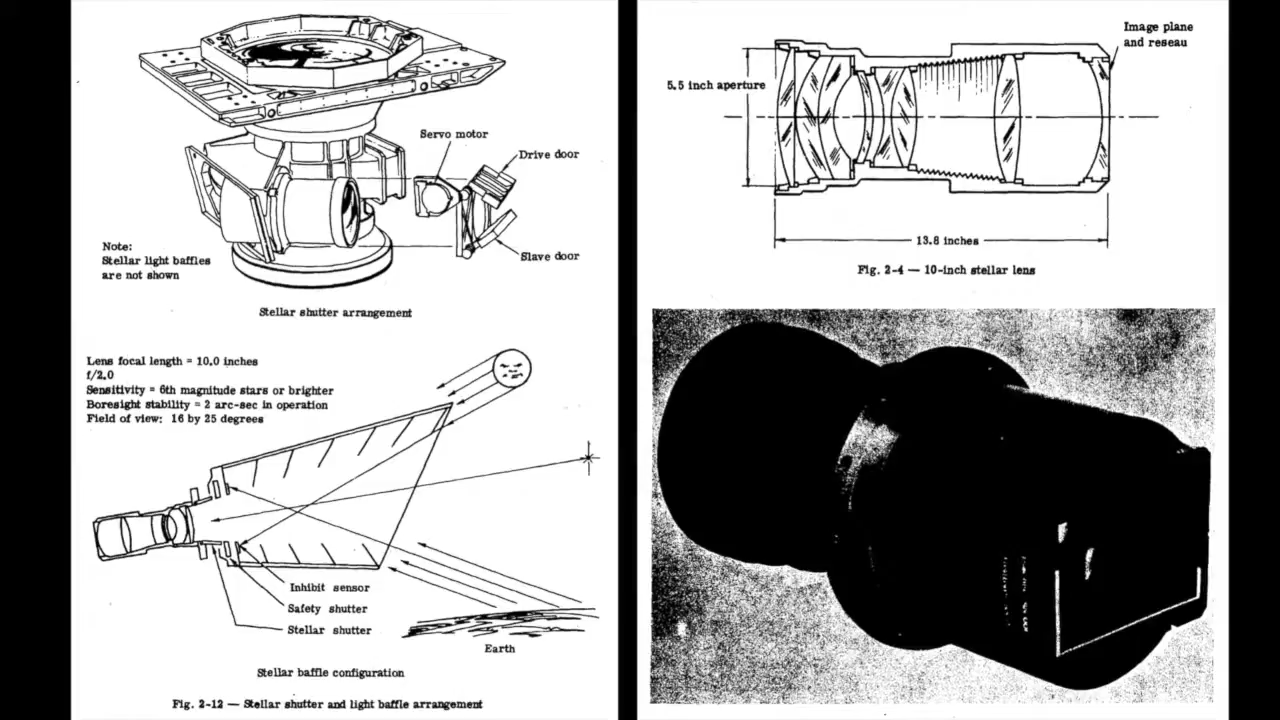 Servo motor
Drive door
Note:
Stellar light baffles
are not shown
Slave door
Stellar shutter arrangement
Lens focal length = 10.0 inches
f/2.0
Sensitivity = 6th magnitude stars or brighter
Boresight stability = 2 arc-sec in operation
Field of view: 16 by 25 degrees
Inhibit sensor
Safety shutter
Stellar shutter
Earth
Stellar baffle configuration
Fig. 2-12 — Stellar shutter and light baffle arrangement
Image plane
and reseau
5.5 inch aperture
13.8 inches
Fig. 2-4 — 10-inch stellar lens